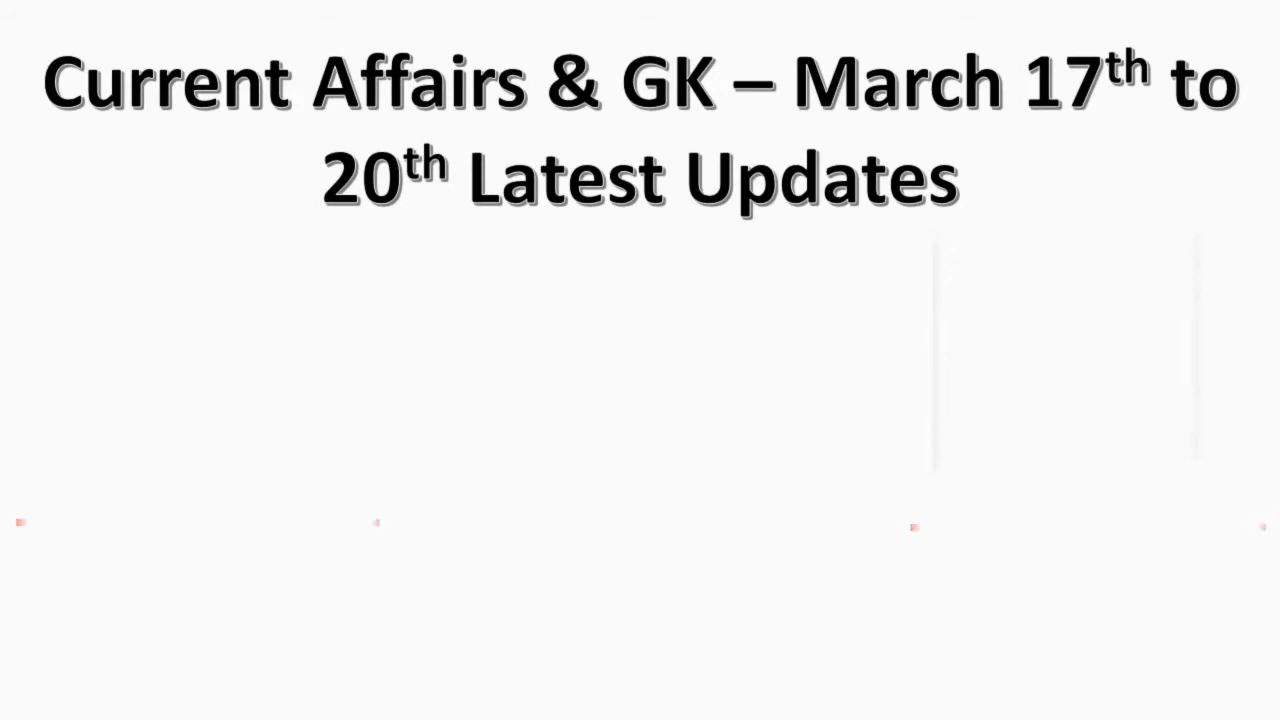 Current Affairs & GK – March 17th to
20th Latest Updates